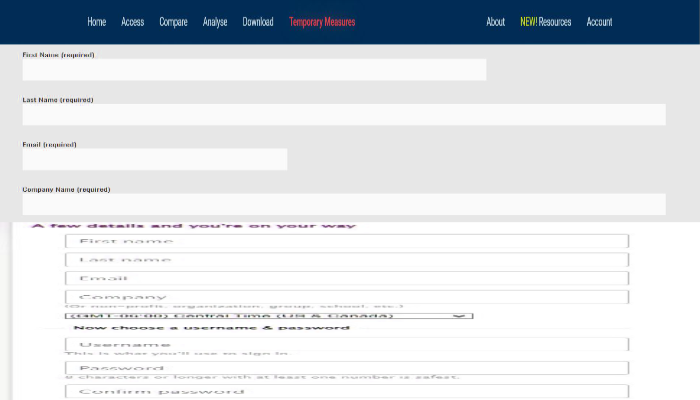 Home Access Compare Analyse Download Temporary Measures About NEW! Resources Account
First Name (required)
Last Name (required)
Email (required)
Company Name (required)
A few details and you're on your way
First name
Last name
Email
Company
(Or non-profit, organization, group, school, etc.)
(GMT-06:00) Central Time (US & Canada)
Now choose a username & password
Username
This is what you'll use to sign in.
Password
8 characters or longer with at least one number is safest.
Confirm password